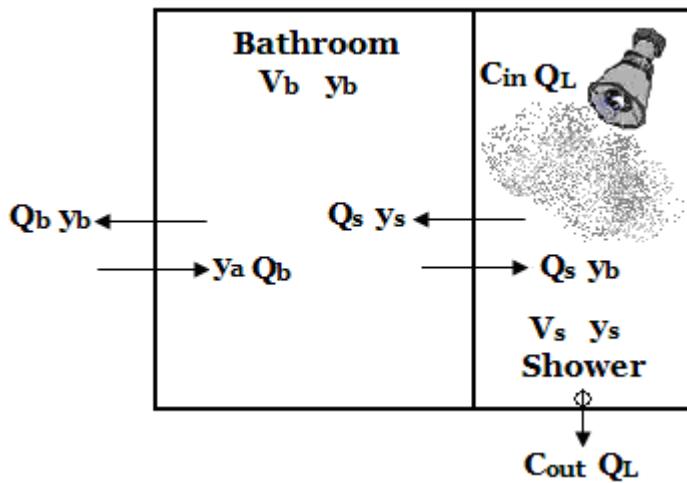 Bathroom
Vb yb
Cin QL
Qb yb
Qs ys
ya Qb
Qs yb
Vs ys
Shower
Cout QL